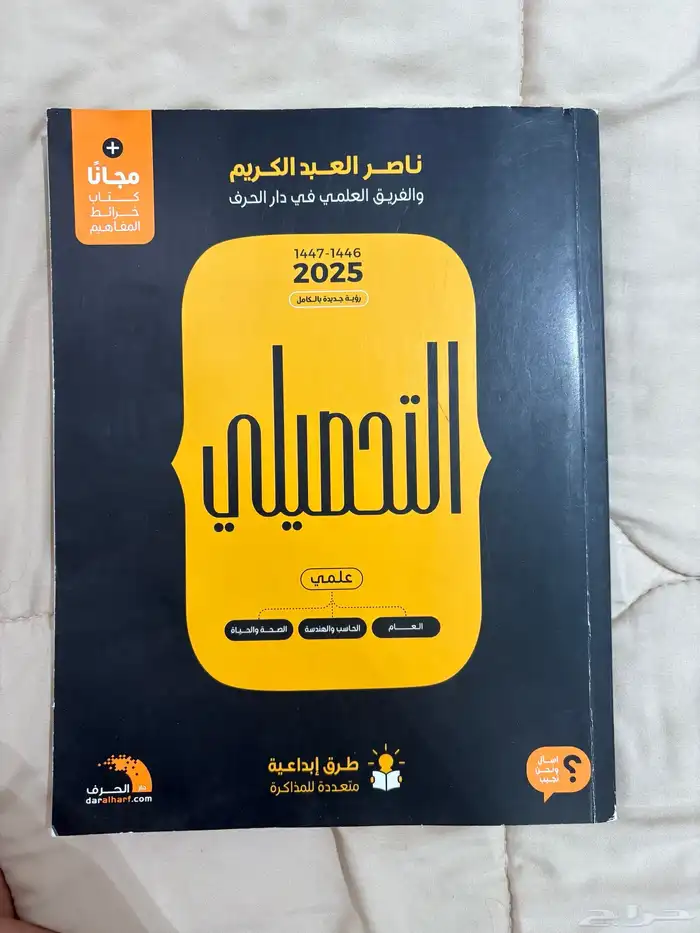 +
مجانًا
كتاب
خرائط
المفاهيم
ناصر العبد الكريم
والفريق العلمي في دار الحرف
1447-1446
2025
رؤية جديدة بالكامل
التحصيلي
علمي
العام
الحاسب والهندسة
الصحة والحياة
طرق إبداعية
متعددة للمذاكرة
؟
اسأل
ونحن
نجيب
دار الحرف
daralharf.com
حراج